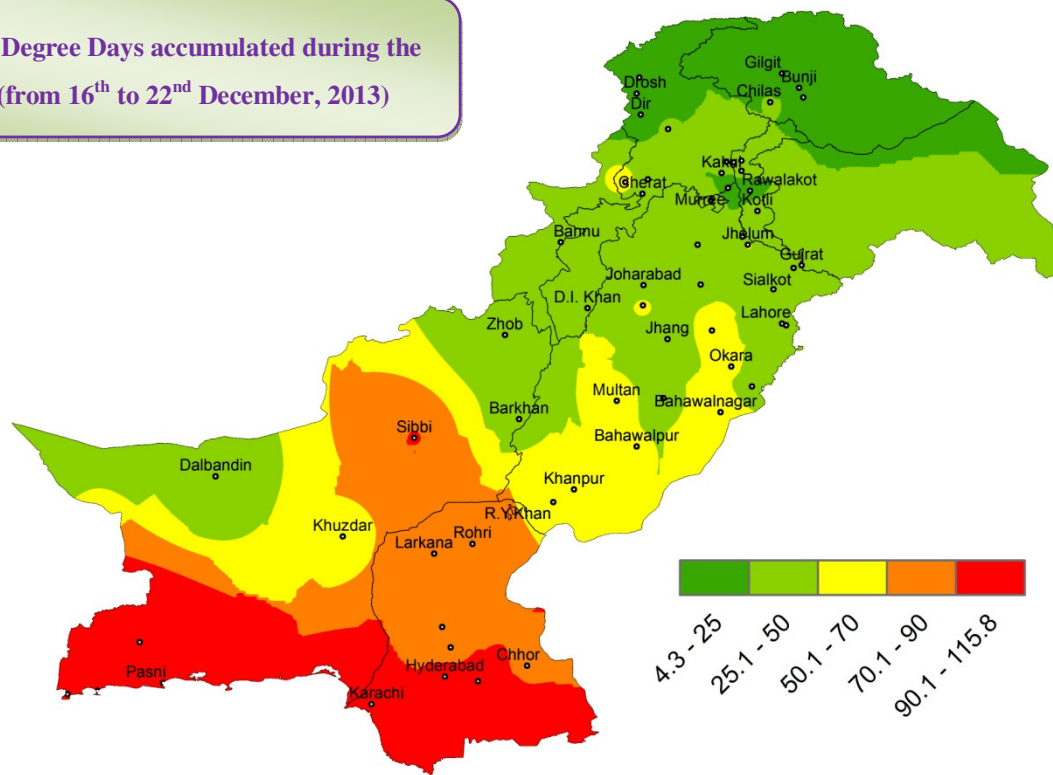 Degree Days accumulated during the
(from 16th to 22nd December, 2013)
Gilgit
Bunji
Drosh
Chilas
Dir
Kakul
Rawalakot
Cherat
Murree
Kotli
Bannu
Jhelum
Gujrat
Joharabad
Sialkot
D.I. Khan
Lahore
Zhob
Jhang
Okara
Multan
Barkhan
Bahawalnagar
Sibbi
Bahawalpur
Dalbandin
Khanpur
R.Y.Khan
Khuzdar
Rohri
Larkana
Chhor
Hyderabad
Pasni
Karachi
4.3 - 25
25.1 - 50
50.1 - 70
70.1 - 90
90.1 - 115.8